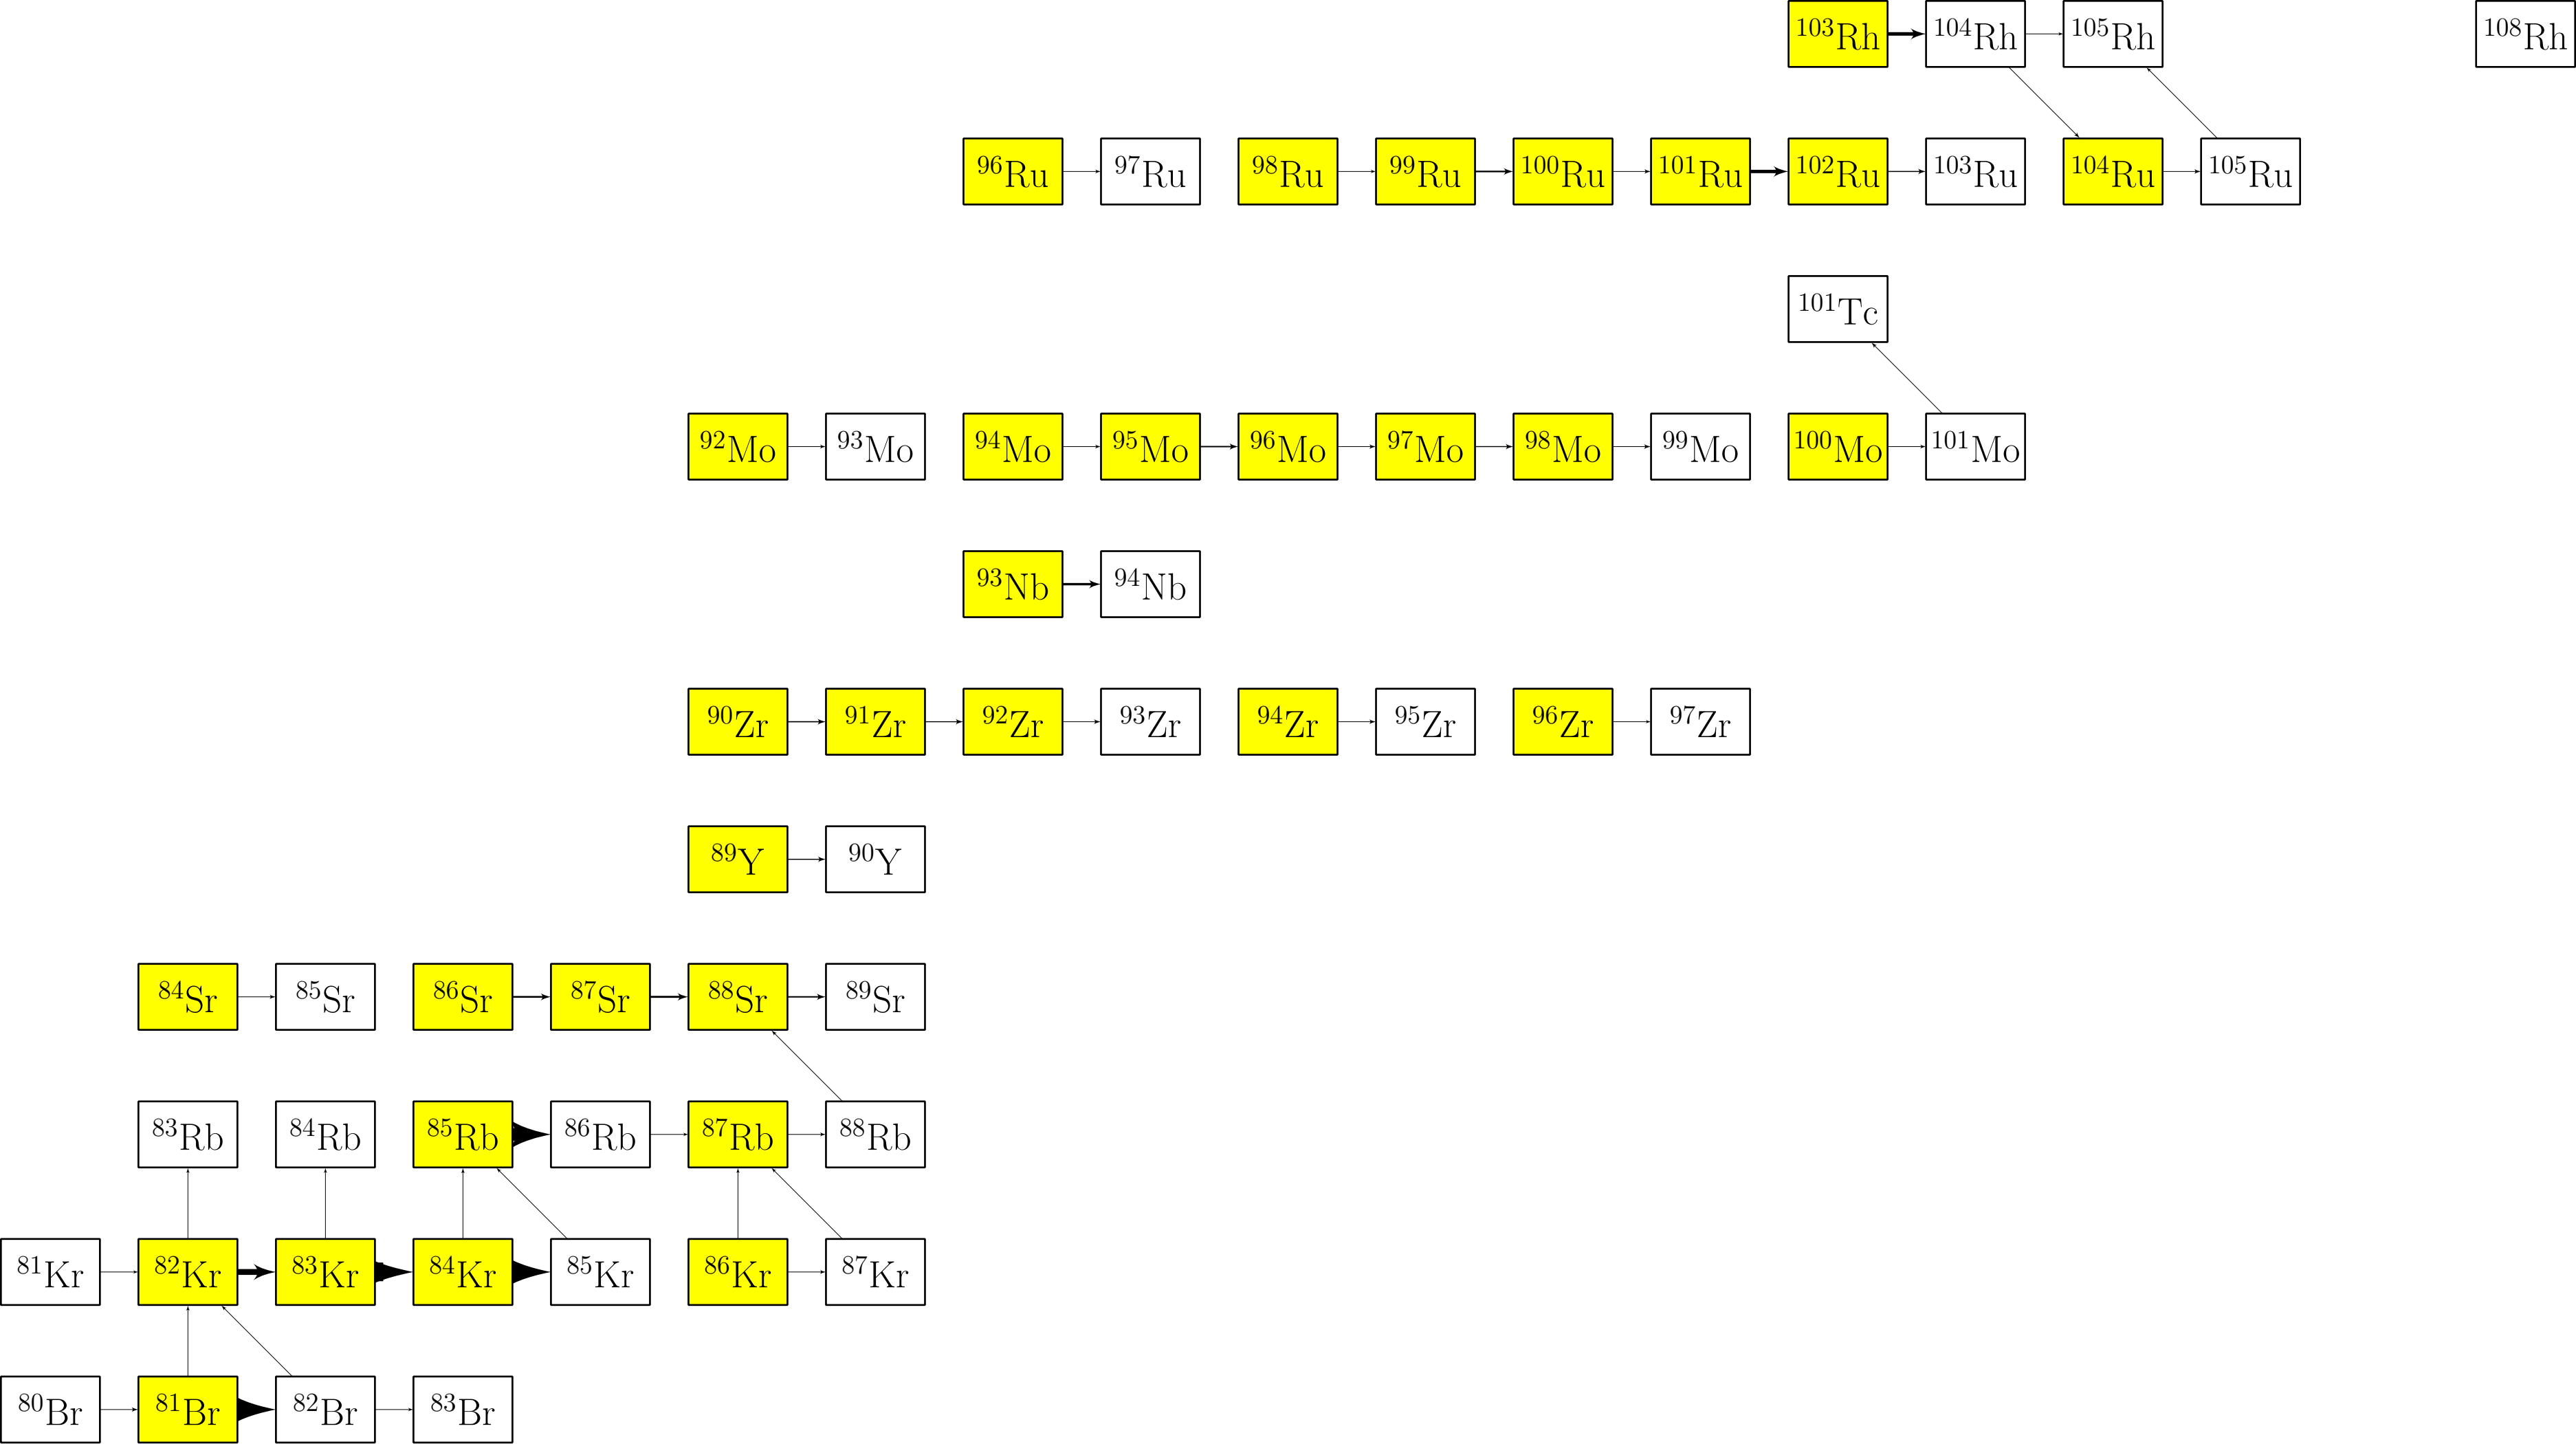 ¹⁰³Rh ¹⁰⁴Rh ¹⁰⁵Rh ¹⁰⁸Rh
⁹⁶Ru ⁹⁷Ru ⁹⁸Ru ⁹⁹Ru ¹⁰⁰Ru ¹⁰¹Ru ¹⁰²Ru ¹⁰³Ru ¹⁰⁴Ru ¹⁰⁵Ru
¹⁰¹Tc
⁹²Mo ⁹³Mo ⁹⁴Mo ⁹⁵Mo ⁹⁶Mo ⁹⁷Mo ⁹⁸Mo ⁹⁹Mo ¹⁰⁰Mo ¹⁰¹Mo
⁹³Nb ⁹⁴Nb
⁹⁰Zr ⁹¹Zr ⁹²Zr ⁹³Zr ⁹⁴Zr ⁹⁵Zr ⁹⁶Zr ⁹⁷Zr
⁸⁹Y ⁹⁰Y
⁸⁴Sr ⁸⁵Sr ⁸⁶Sr ⁸⁷Sr ⁸⁸Sr ⁸⁹Sr
⁸³Rb ⁸⁴Rb ⁸⁵Rb ⁸⁶Rb ⁸⁷Rb ⁸⁸Rb
⁸¹Kr ⁸²Kr ⁸³Kr ⁸⁴Kr ⁸⁵Kr ⁸⁶Kr ⁸⁷Kr
⁸⁰Br ⁸¹Br ⁸²Br ⁸³Br